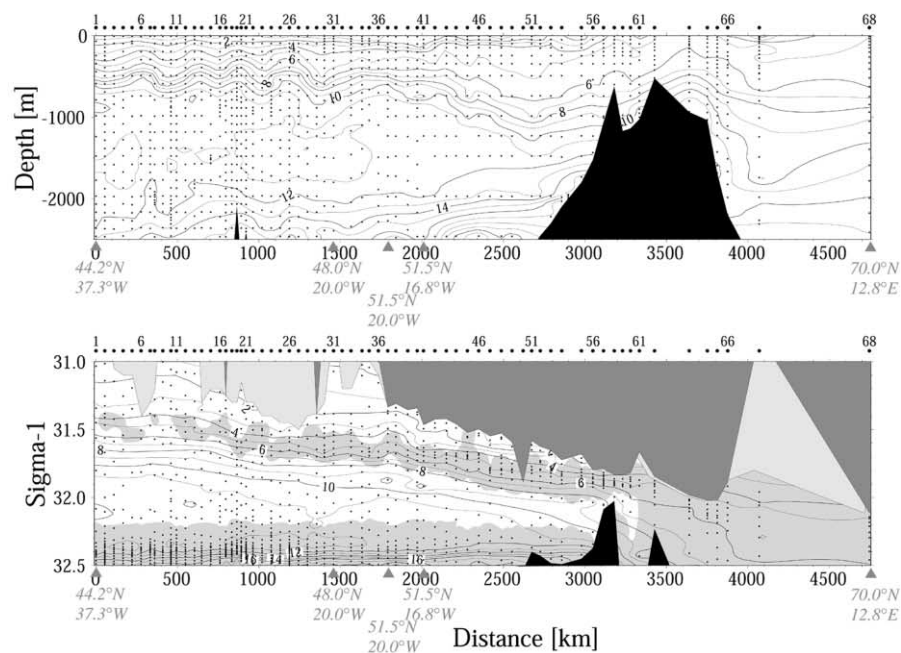 1 6 11 16 21 26 31 36 41 46 51 56 61 66 68
0
-1000
-2000
Depth [m]
2 4 6 8 10 12 14 6 8 10
0 500 1000 1500 2000 2500 3000 3500 4000 4500
44.2°N 48.0°N 51.5°N 70.0°N
37.3°W 20.0°W 16.8°W 12.8°E
51.5°N
20.0°W
1 6 11 16 21 26 31 36 41 46 51 56 58 61 66 68
31.0
31.5
32.0
32.5
Sigma-1
2 4 6 8 8 10 6 4 12 14 16 16
0 500 1000 1500 2000 2500 3000 3500 4000 4500
44.2°N 48.0°N 51.5°N 70.0°N
37.3°W 20.0°W 16.8°W 12.8°E
51.5°N
20.0°W
Distance [km]